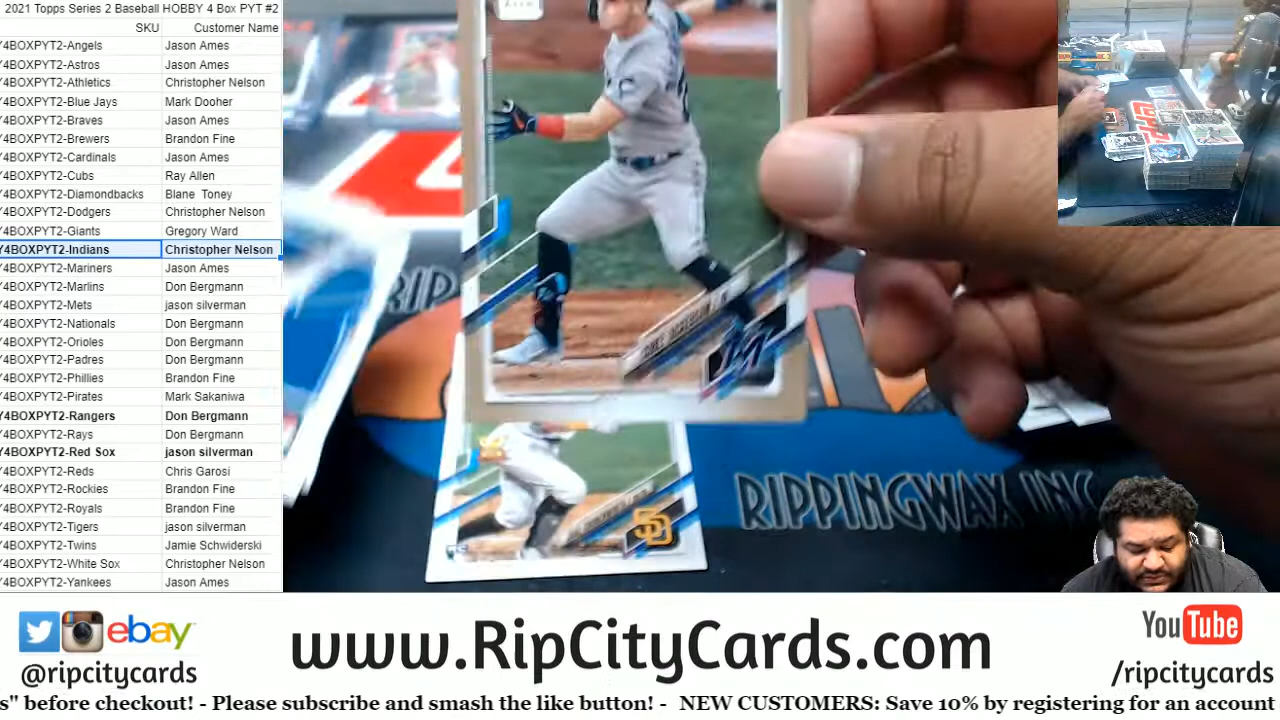 2021 Topps Series 2 Baseball HOBBY 4 Box PYT #2
SKU Customer Name
Y4BOXPYT2-Angels Jason Ames
Y4BOXPYT2-Astros Jason Ames
Y4BOXPYT2-Athletics Christopher Nelson
Y4BOXPYT2-Blue Jays Mark Dooher
Y4BOXPYT2-Braves Jason Ames
Y4BOXPYT2-Brewers Brandon Fine
Y4BOXPYT2-Cardinals Jason Ames
Y4BOXPYT2-Cubs Ray Allen
Y4BOXPYT2-Diamondbacks Blane Toney
Y4BOXPYT2-Dodgers Christopher Nelson
Y4BOXPYT2-Giants Gregory Ward
Y4BOXPYT2-Indians Christopher Nelson
Y4BOXPYT2-Mariners Jason Ames
Y4BOXPYT2-Marlins Don Bergmann
Y4BOXPYT2-Mets jason silverman
Y4BOXPYT2-Nationals Don Bergmann
Y4BOXPYT2-Orioles Don Bergmann
Y4BOXPYT2-Padres Don Bergmann
Y4BOXPYT2-Phillies Brandon Fine
Y4BOXPYT2-Pirates Mark Sakaniwa
Y4BOXPYT2-Rangers Don Bergmann
Y4BOXPYT2-Rays Don Bergmann
Y4BOXPYT2-Red Sox jason silverman
Y4BOXPYT2-Reds Chris Garosi
Y4BOXPYT2-Rockies Brandon Fine
Y4BOXPYT2-Royals Brandon Fine
Y4BOXPYT2-Tigers jason silverman
Y4BOXPYT2-Twins Jamie Schwiderski
Y4BOXPYT2-White Sox Christopher Nelson
Y4BOXPYT2-Yankees Jason Ames
RIP
SD
RIPPINGWAX INC
ebay
@ripcitycards
www.RipCityCards.com
YouTube
/ripcitycards
s" before checkout! - Please subscribe and smash the like button! - NEW CUSTOMERS: Save 10% by registering for an account